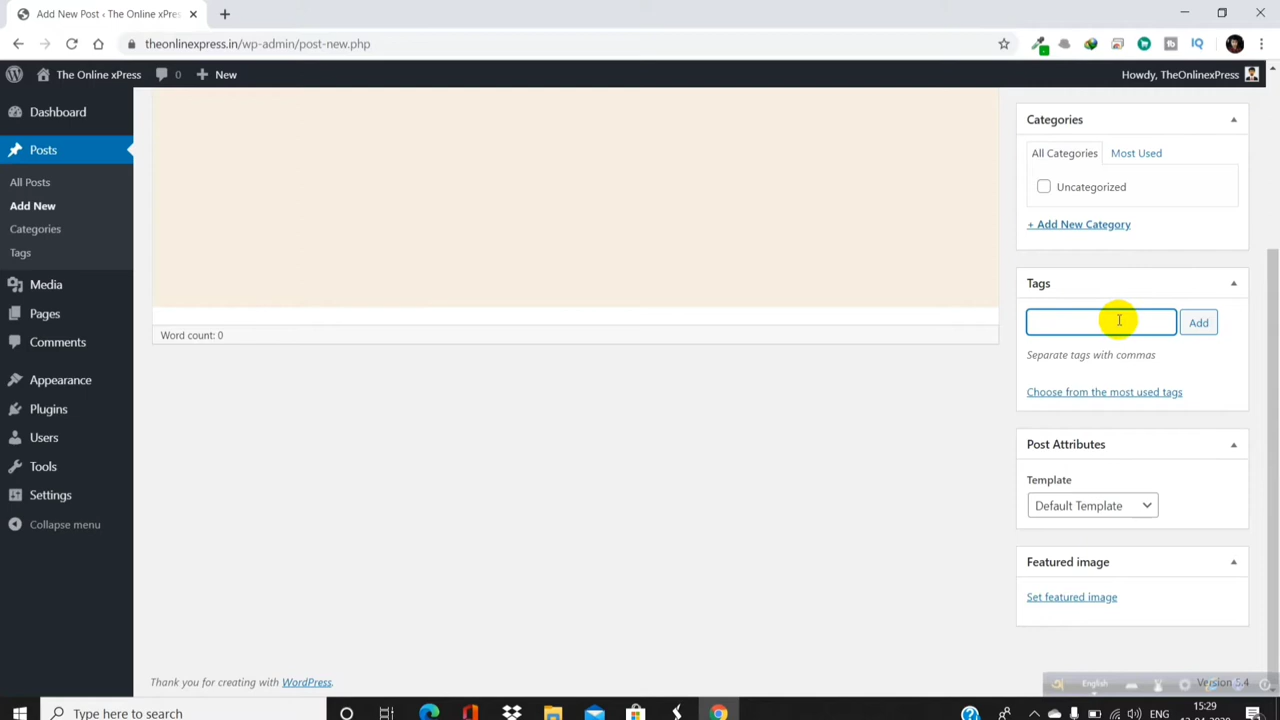 Add New Post ‹ The Online xPres
theonlinexpress.in/wp-admin/post-new.php
The Online xPress 0 New
Howdy, TheOnlinexPress
Dashboard
Posts
All Posts
Add New
Categories
Tags
Media
Pages
Comments
Appearance
Plugins
Users
Tools
Settings
Collapse menu
Word count: 0
Categories
All Categories Most Used
Uncategorized
+ Add New Category
Tags
Add
Separate tags with commas
Choose from the most used tags
Post Attributes
Template
Default Template
Featured image
Set featured image
Thank you for creating with WordPress.
English
Version 5.4
Type here to search
ENG
15:29